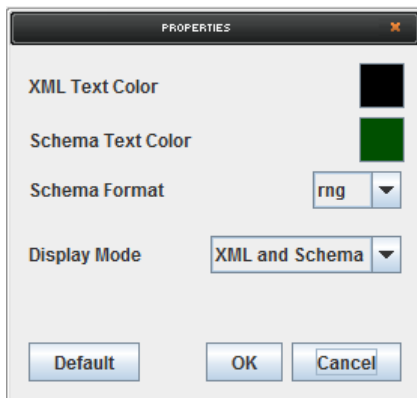 PROPERTIES
XML Text Color
Schema Text Color
Schema Format rng
Display Mode XML and Schema
Default OK Cancel